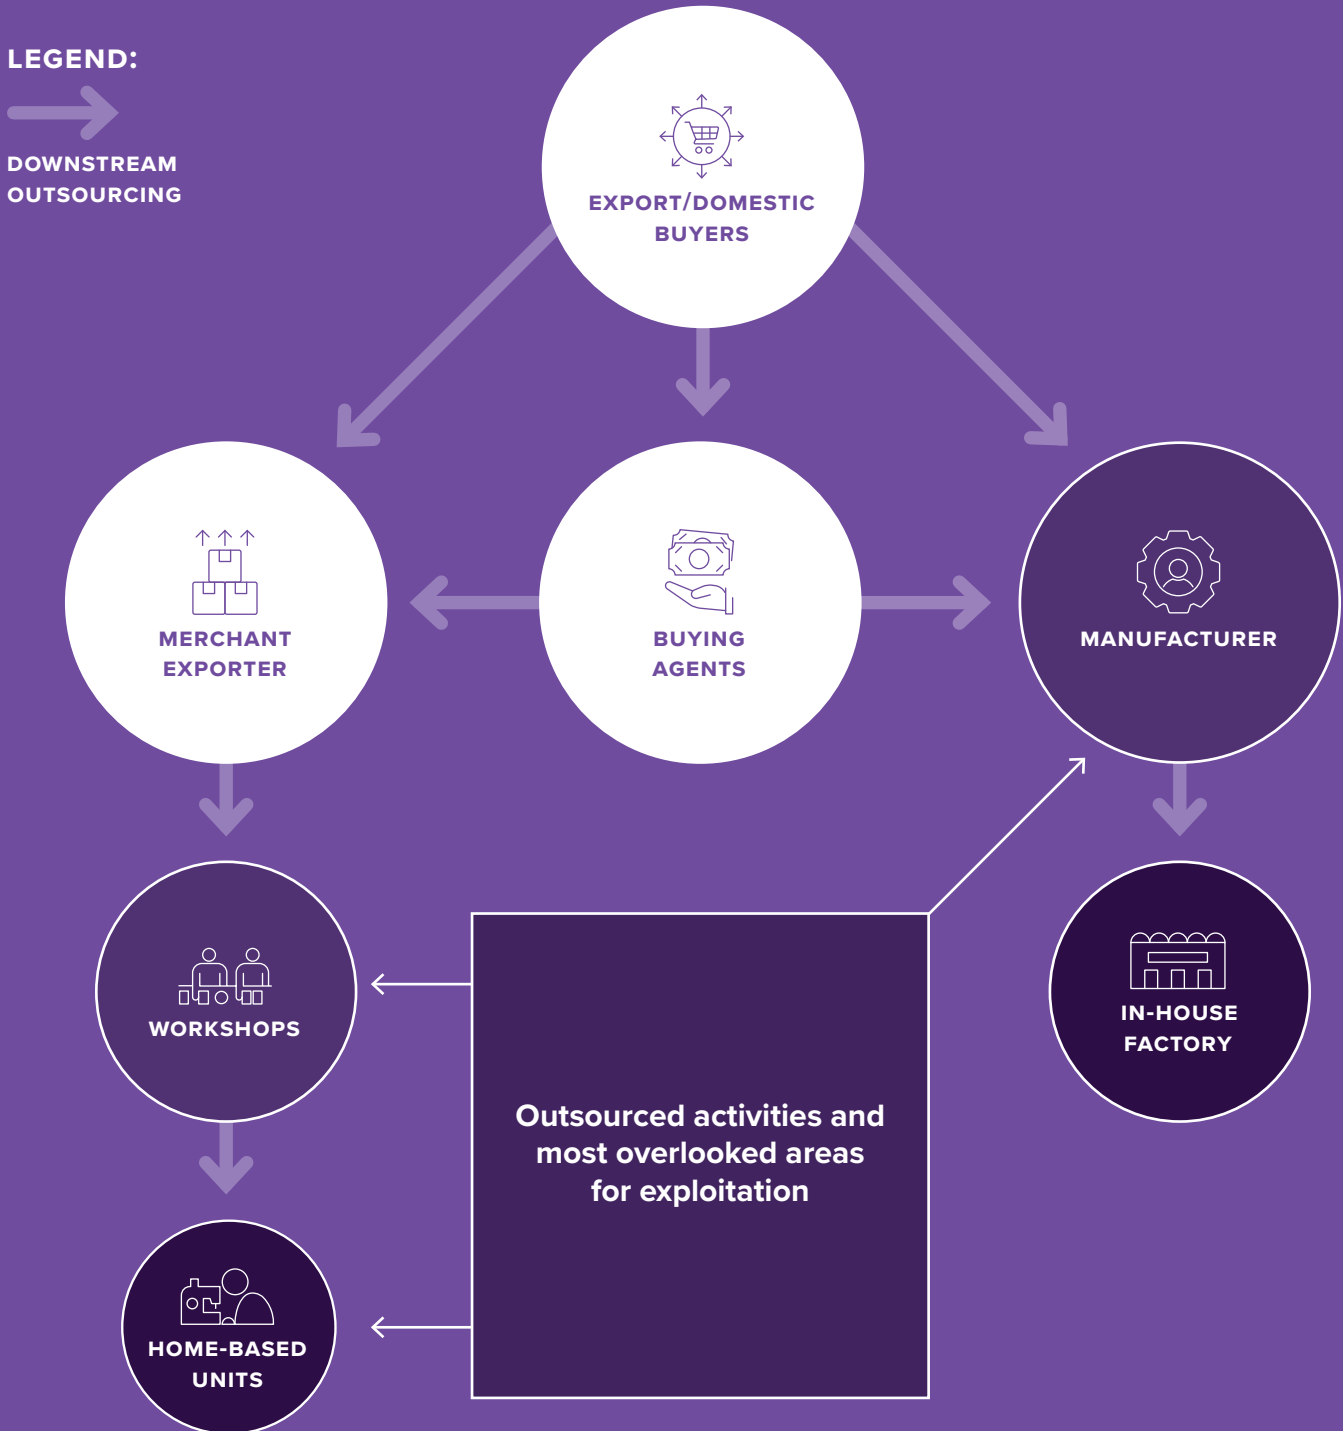 LEGEND:
DOWNSTREAM
OUTSOURCING
EXPORT/DOMESTIC
BUYERS
MERCHANT
EXPORTER
BUYING
AGENTS
MANUFACTURER
WORKSHOPS
IN-HOUSE
FACTORY
Outsourced activities and
most overlooked areas
for exploitation
HOME-BASED
UNITS